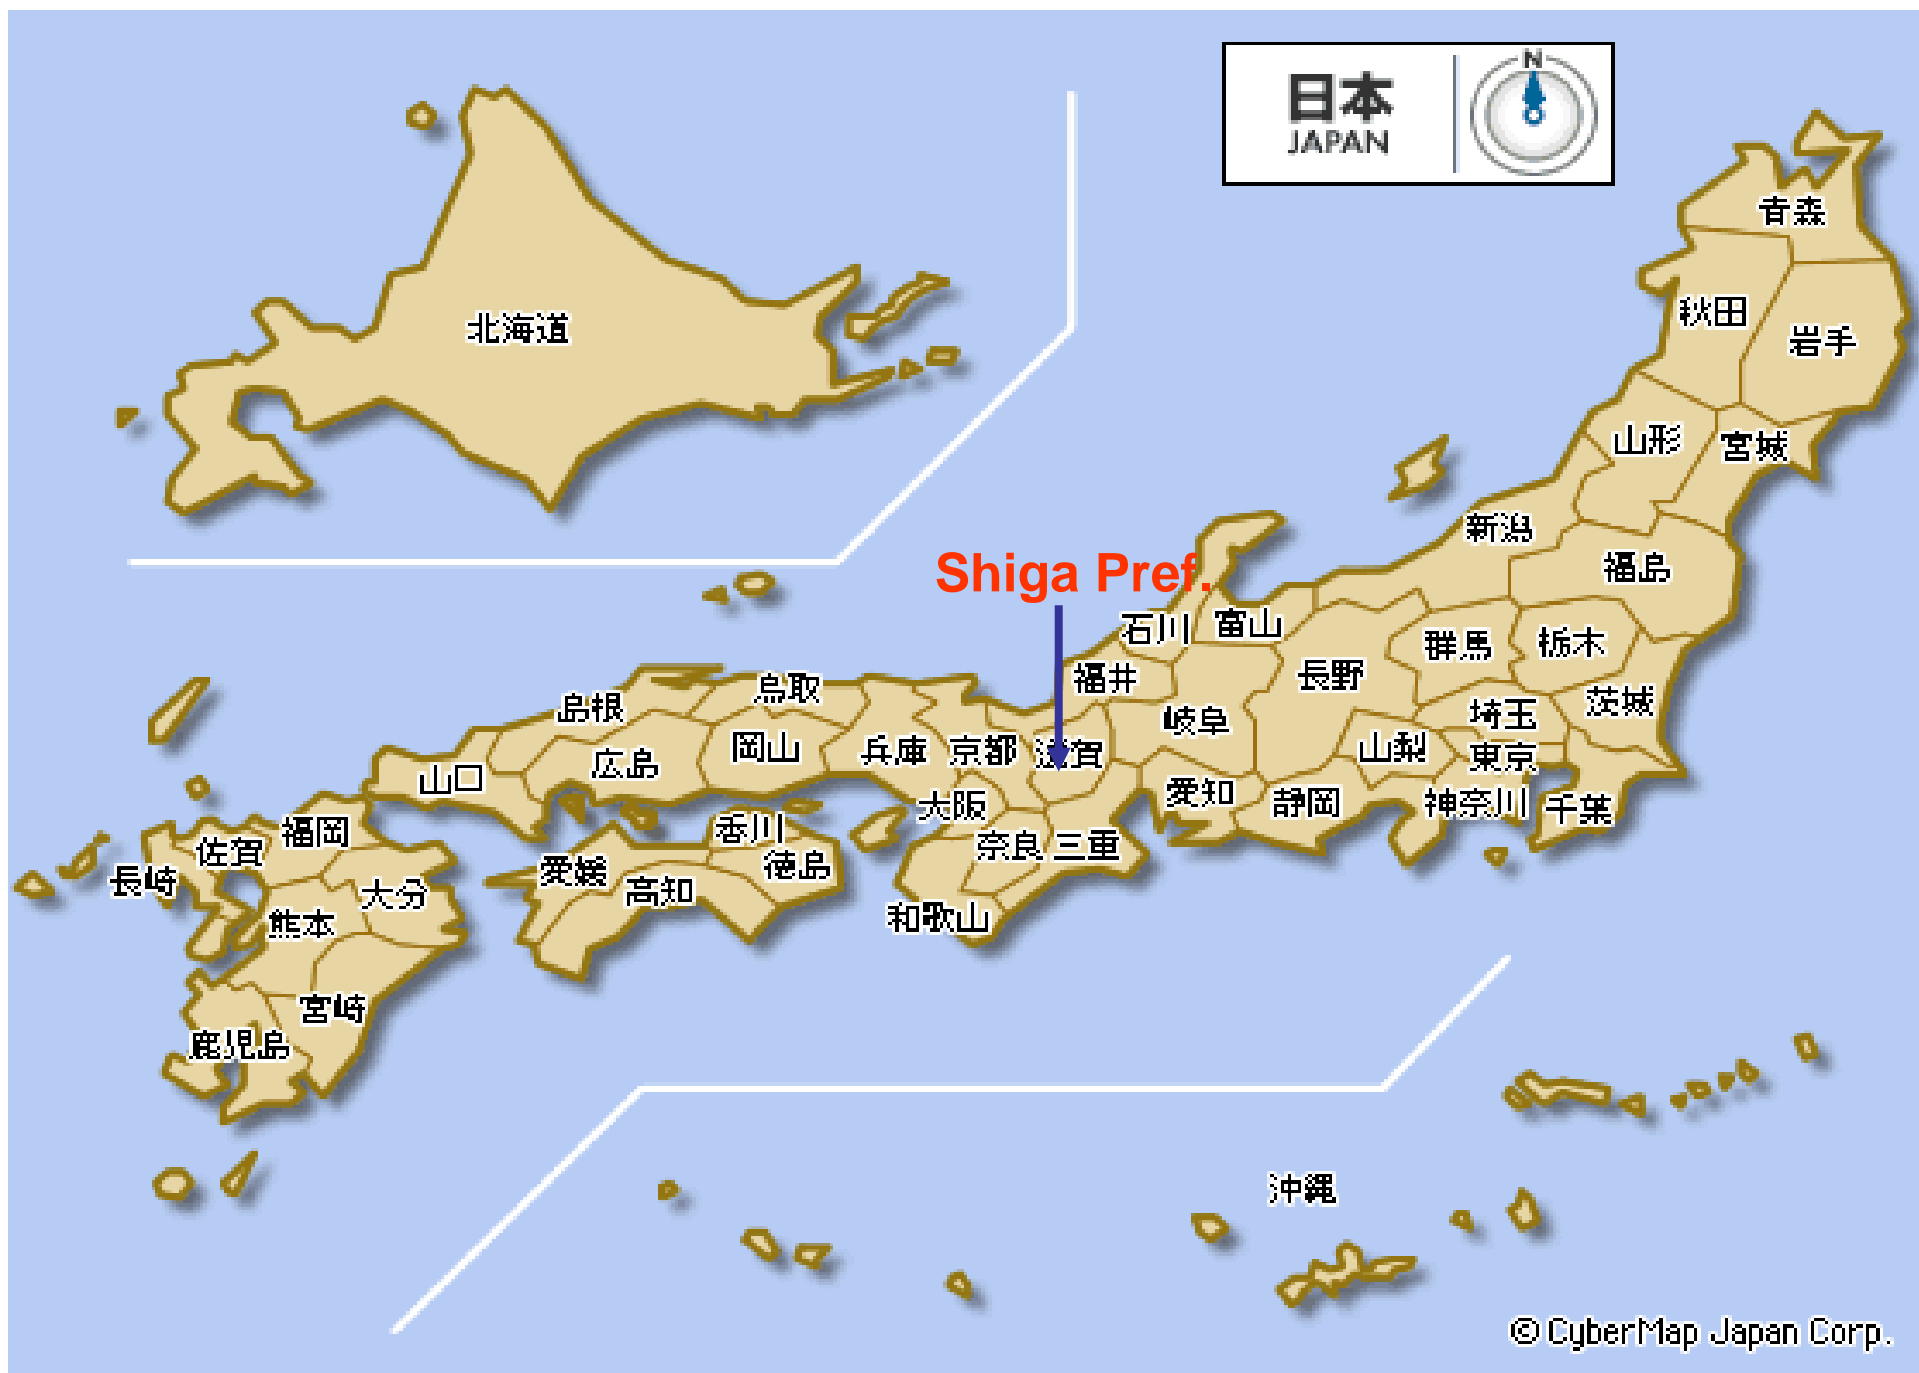 日本
JAPAN
N
青森
秋田
岩手
北海道
山形
宮城
新潟
福島
Shiga Pref.
石川
富山
群馬
栃木
福井
長野
鳥取
島根
茨城
岐阜
埼玉
岡山
兵庫
京都
滋賀
山梨
東京
広島
山口
愛知
静岡
神奈川
千葉
大阪
香川
福岡
佐賀
奈良
三重
徳島
愛媛
長崎
高知
大分
熊本
和歌山
宮崎
鹿児島
沖縄
© CyberMap Japan Corp.